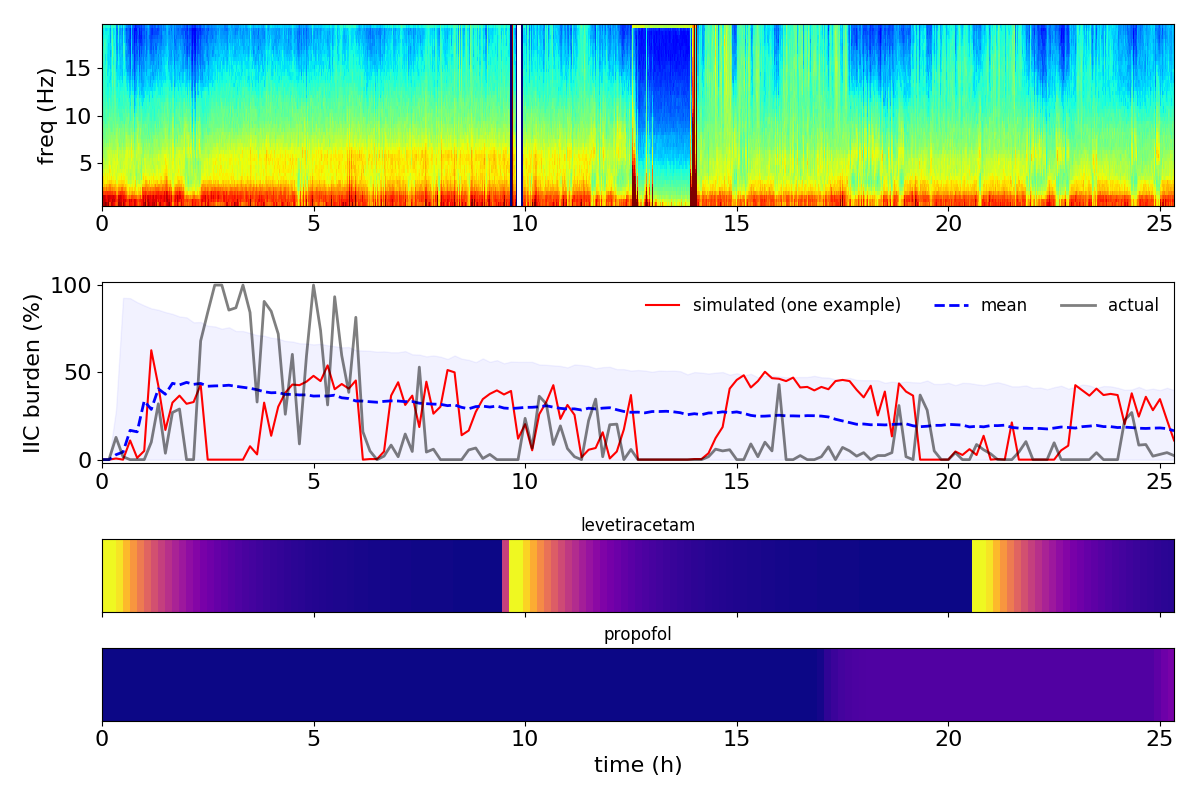 freq (Hz)
15
10
5
0 5 10 15 20 25
IIC burden (%)
100
50
0
simulated (one example) mean actual
0 5 10 15 20 25
levetiracetam
propofol
0 5 10 15 20 25
time (h)